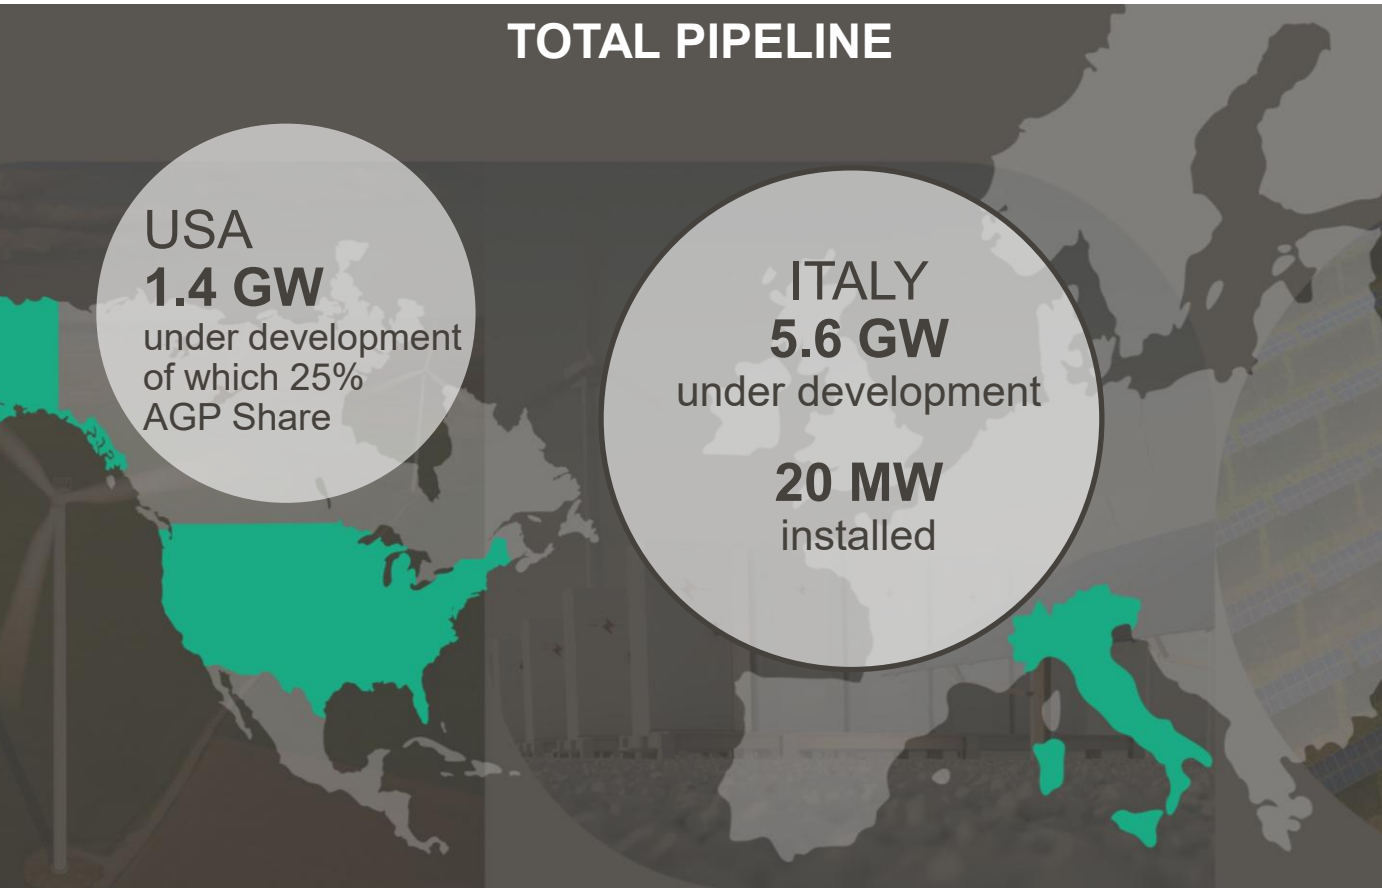 TOTAL PIPELINE
USA
1.4 GW
under development
of which 25%
AGP Share
ITALY
5.6 GW
under development
20 MW
installed